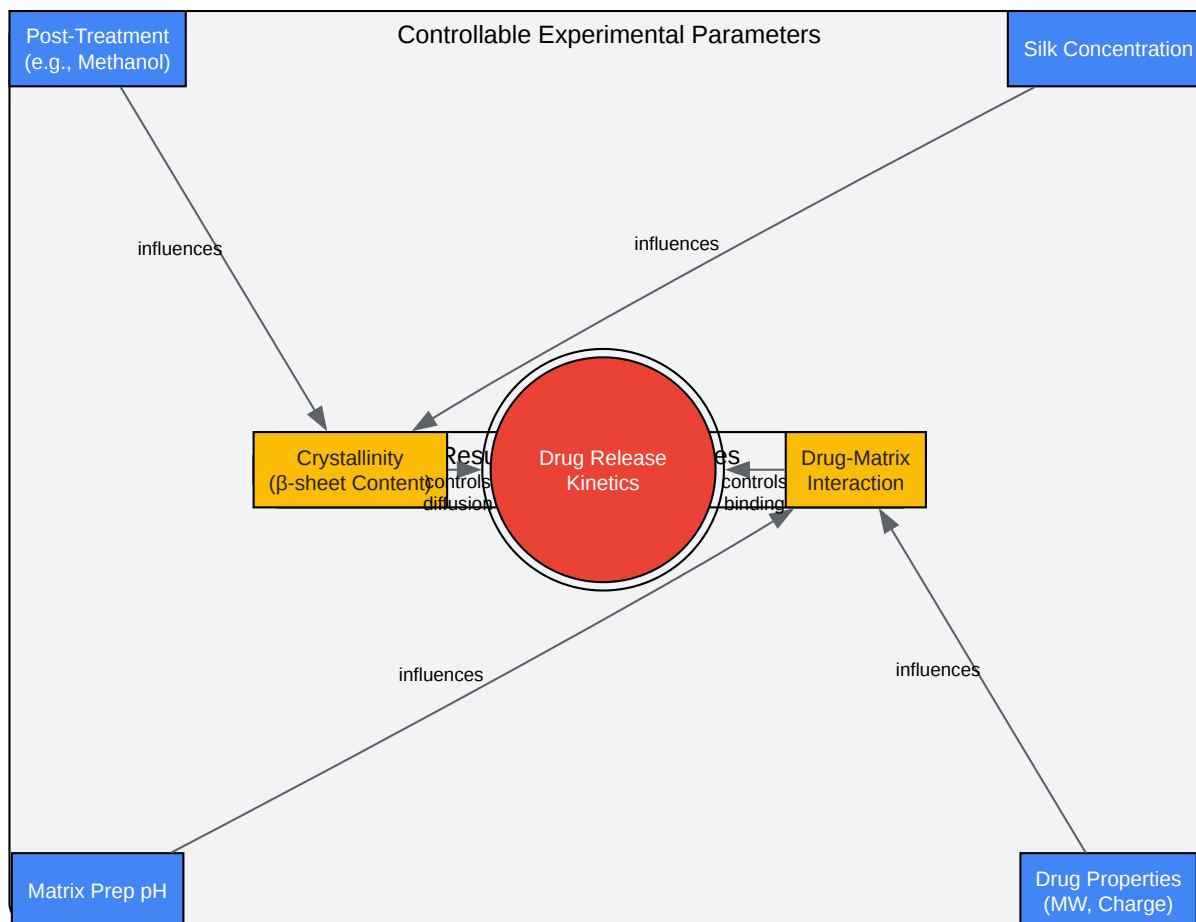 Post-Treatment
(e.g., Methanol)
Controllable Experimental Parameters
Silk Concentration
influences
influences
Crystallinity
(β-sheet Content)
controls
diffusion
Drug Release
Kinetics
controls
binding
Drug-Matrix
Interaction
influences
influences
Matrix Prep pH
Drug Properties
(MW, Charge)